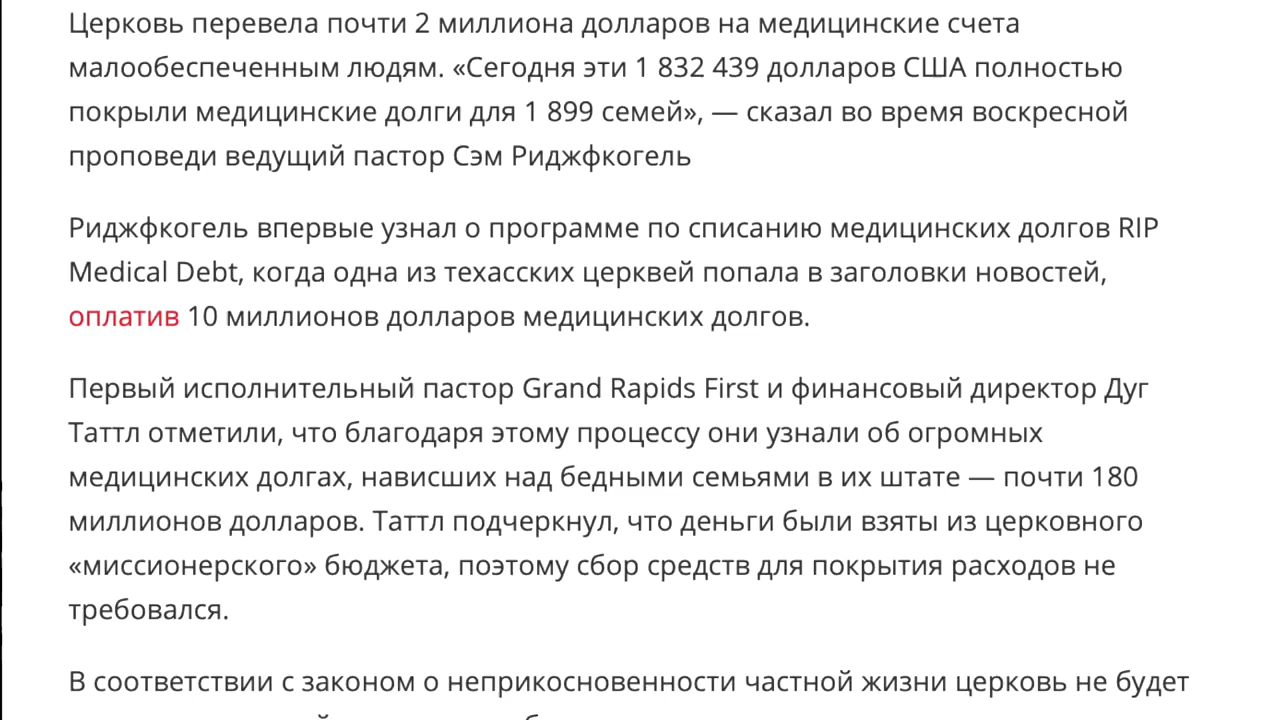 Церковь перевела почти 2 миллиона долларов на медицинские счета
малообеспеченным людям. «Сегодня эти 1 832 439 долларов США полностью
покрыли медицинские долги для 1 899 семей», — сказал во время воскресной
проповеди ведущий пастор Сэм Риджфкогель
Риджфкогель впервые узнал о программе по списанию медицинских долгов RIP
Medical Debt, когда одна из техасских церквей попала в заголовки новостей,
оплатив 10 миллионов долларов медицинских долгов.
Первый исполнительный пастор Grand Rapids First и финансовый директор Дуг
Таттл отметили, что благодаря этому процессу они узнали об огромных
медицинских долгах, нависших над бедными семьями в их штате — почти 180
миллионов долларов. Таттл подчеркнул, что деньги были взяты из церковного
«миссионерского» бюджета, поэтому сбор средств для покрытия расходов не
требовался.
В соответствии с законом о неприкосновенности частной жизни церковь не будет